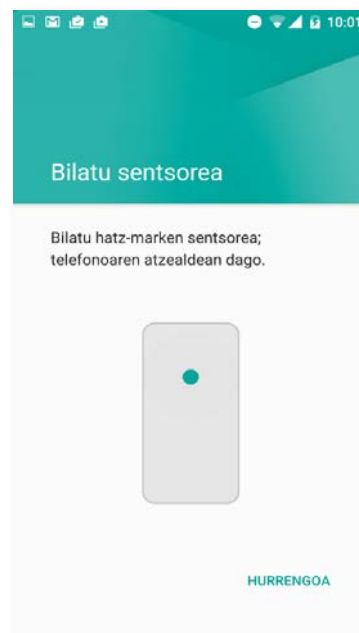 10:01
Bilatu sentsorea
Bilatu hatz-marken sentsorea;
telefonoaren atzealdean dago.
HURRENGOA